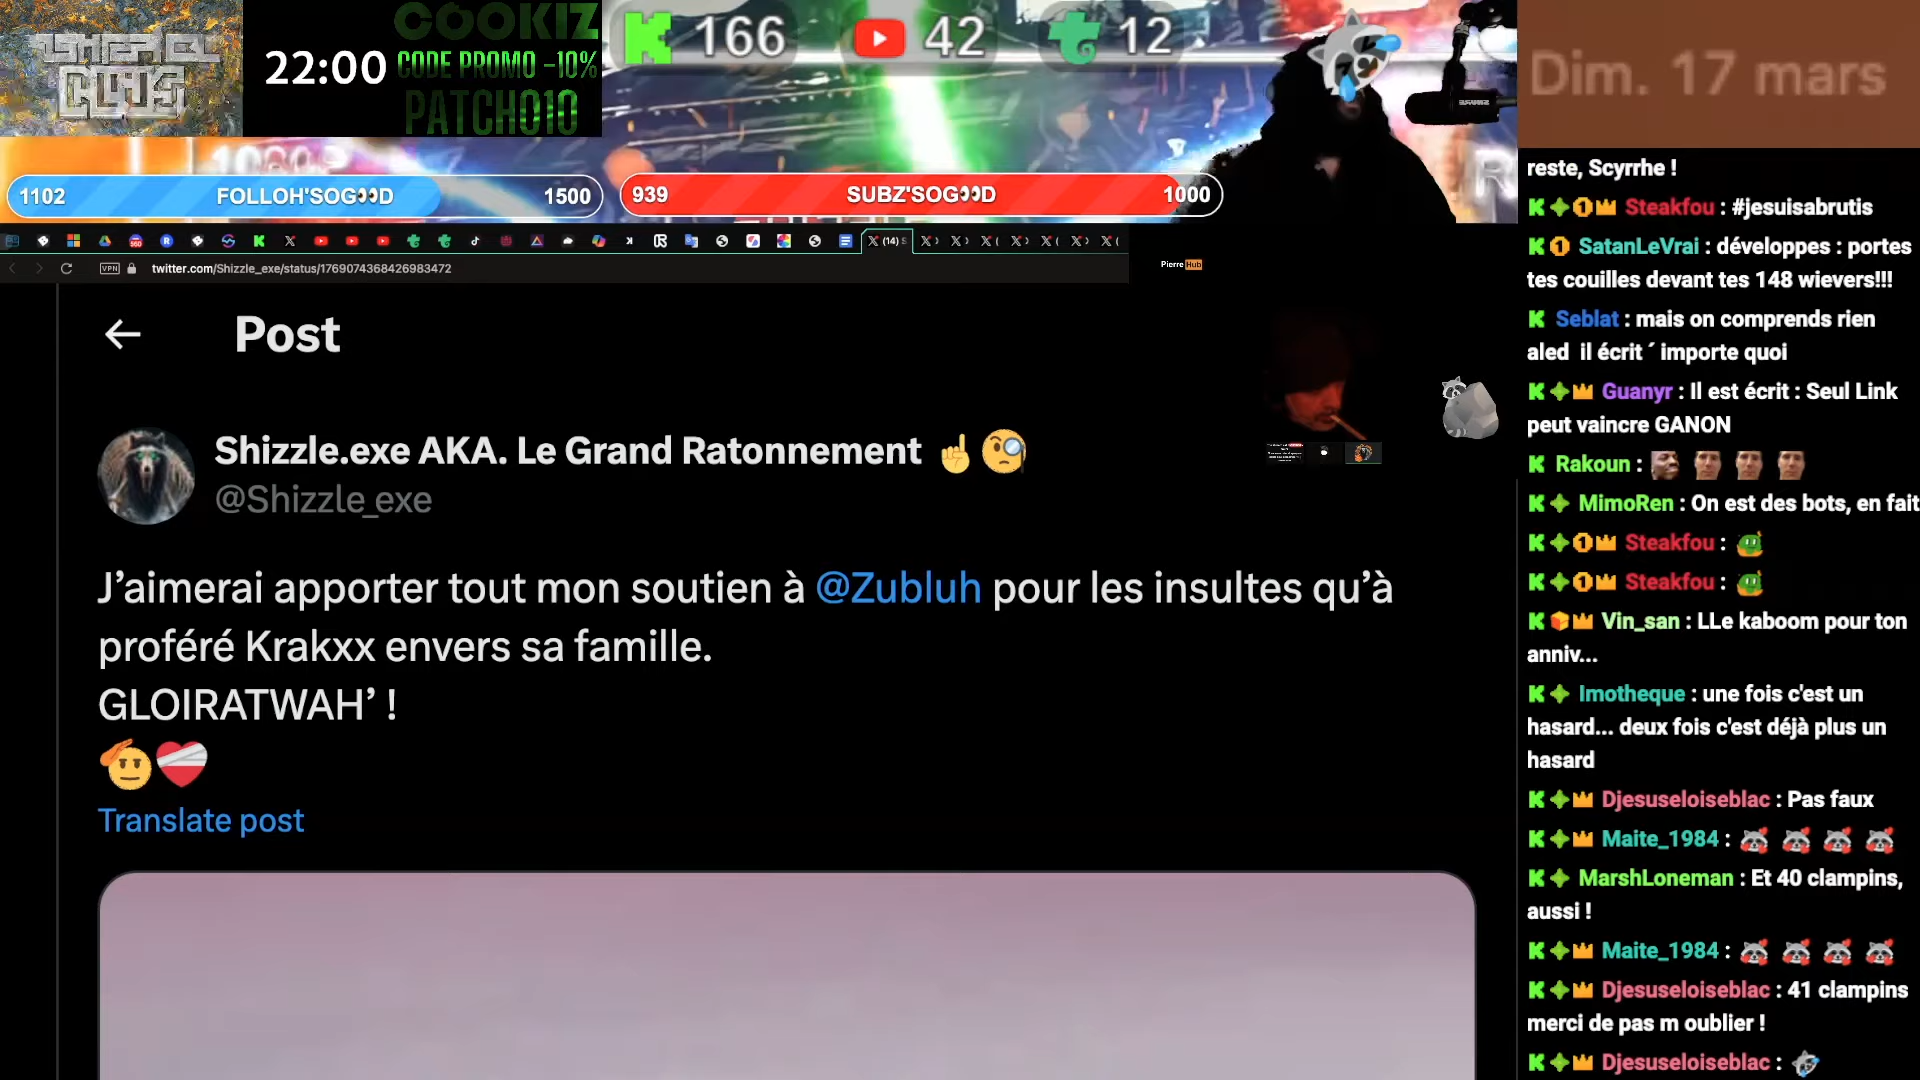 22:00
COOKIZ
CODE PROMO -10%
PATCHO10
166
42
12
Dim. 17 mars
1102 FOLLOH'SOG👀D 1500
939 SUBZ'SOG👀D 1000
twitter.com/Shizzle_exe/status/1769074368426983472
VPN
Pierre Hub
Post
Shizzle.exe AKA. Le Grand Ratonnement ☝️🧐
@Shizzle_exe
J’aimerai apporter tout mon soutien à @Zubluh pour les insultes qu’à
proféré Krakxx envers sa famille.
GLOIRATWAH’ !
🫡❤️‍🩹
Translate post
reste, Scyrrhe !
Steakfou : #jesuisabrutis
SatanLeVrai : développes : portes
tes couilles devant tes 148 wievers!!!
Seblat : mais on comprends rien
aled il écrit ´ importe quoi
Guanyr : Il est écrit : Seul Link
peut vaincre GANON
Rakoun :
MimoRen : On est des bots, en fait
Steakfou :
Steakfou :
Vin_san : LLe kaboom pour ton
anniv...
Imotheque : une fois c'est un
hasard... deux fois c'est déjà plus un
hasard
Djesuseloiseblac : Pas faux
Maite_1984 :
MarshLoneman : Et 40 clampins,
aussi !
Maite_1984 :
Djesuseloiseblac : 41 clampins
merci de pas m oublier !
Djesuseloiseblac :